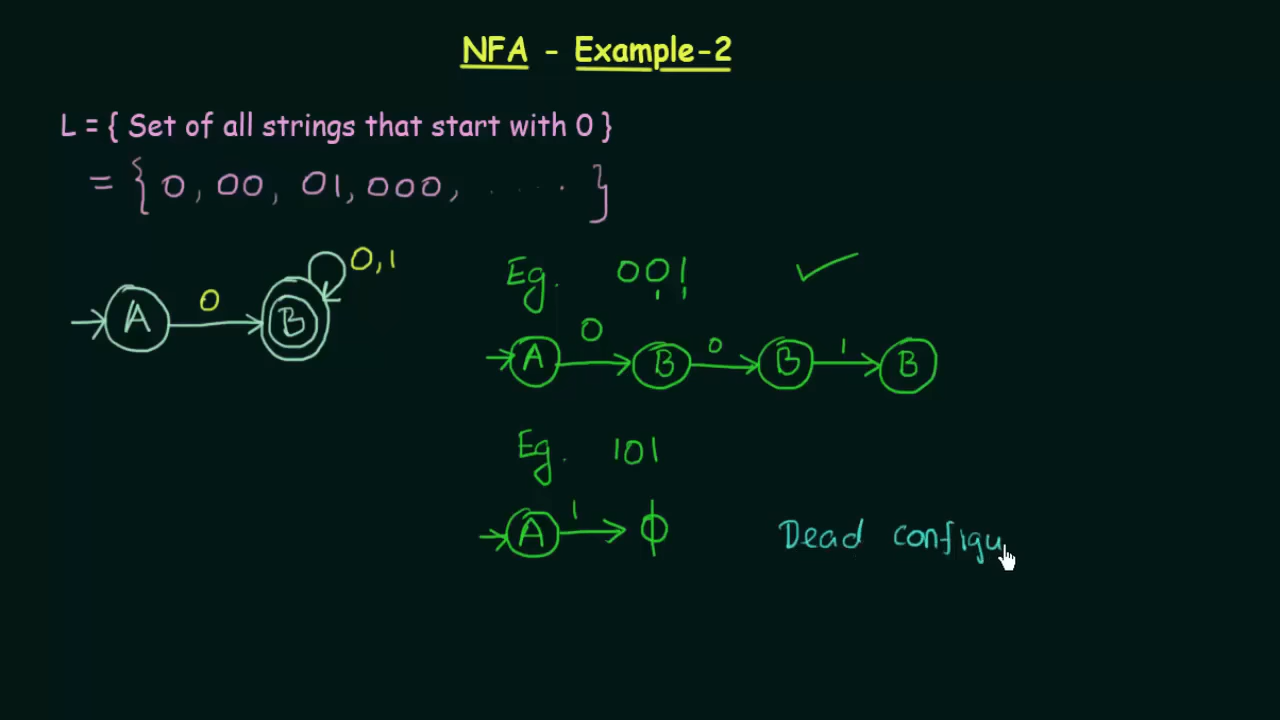 NFA - Example-2
L = { Set of all strings that start with 0 }
= { 0, 00, 01, 000, ..... }
0,1
A 0 B
Eg. 001 ✓
A 0 B 0 B 1 B
Eg. 101
A 1 ϕ
Dead configu